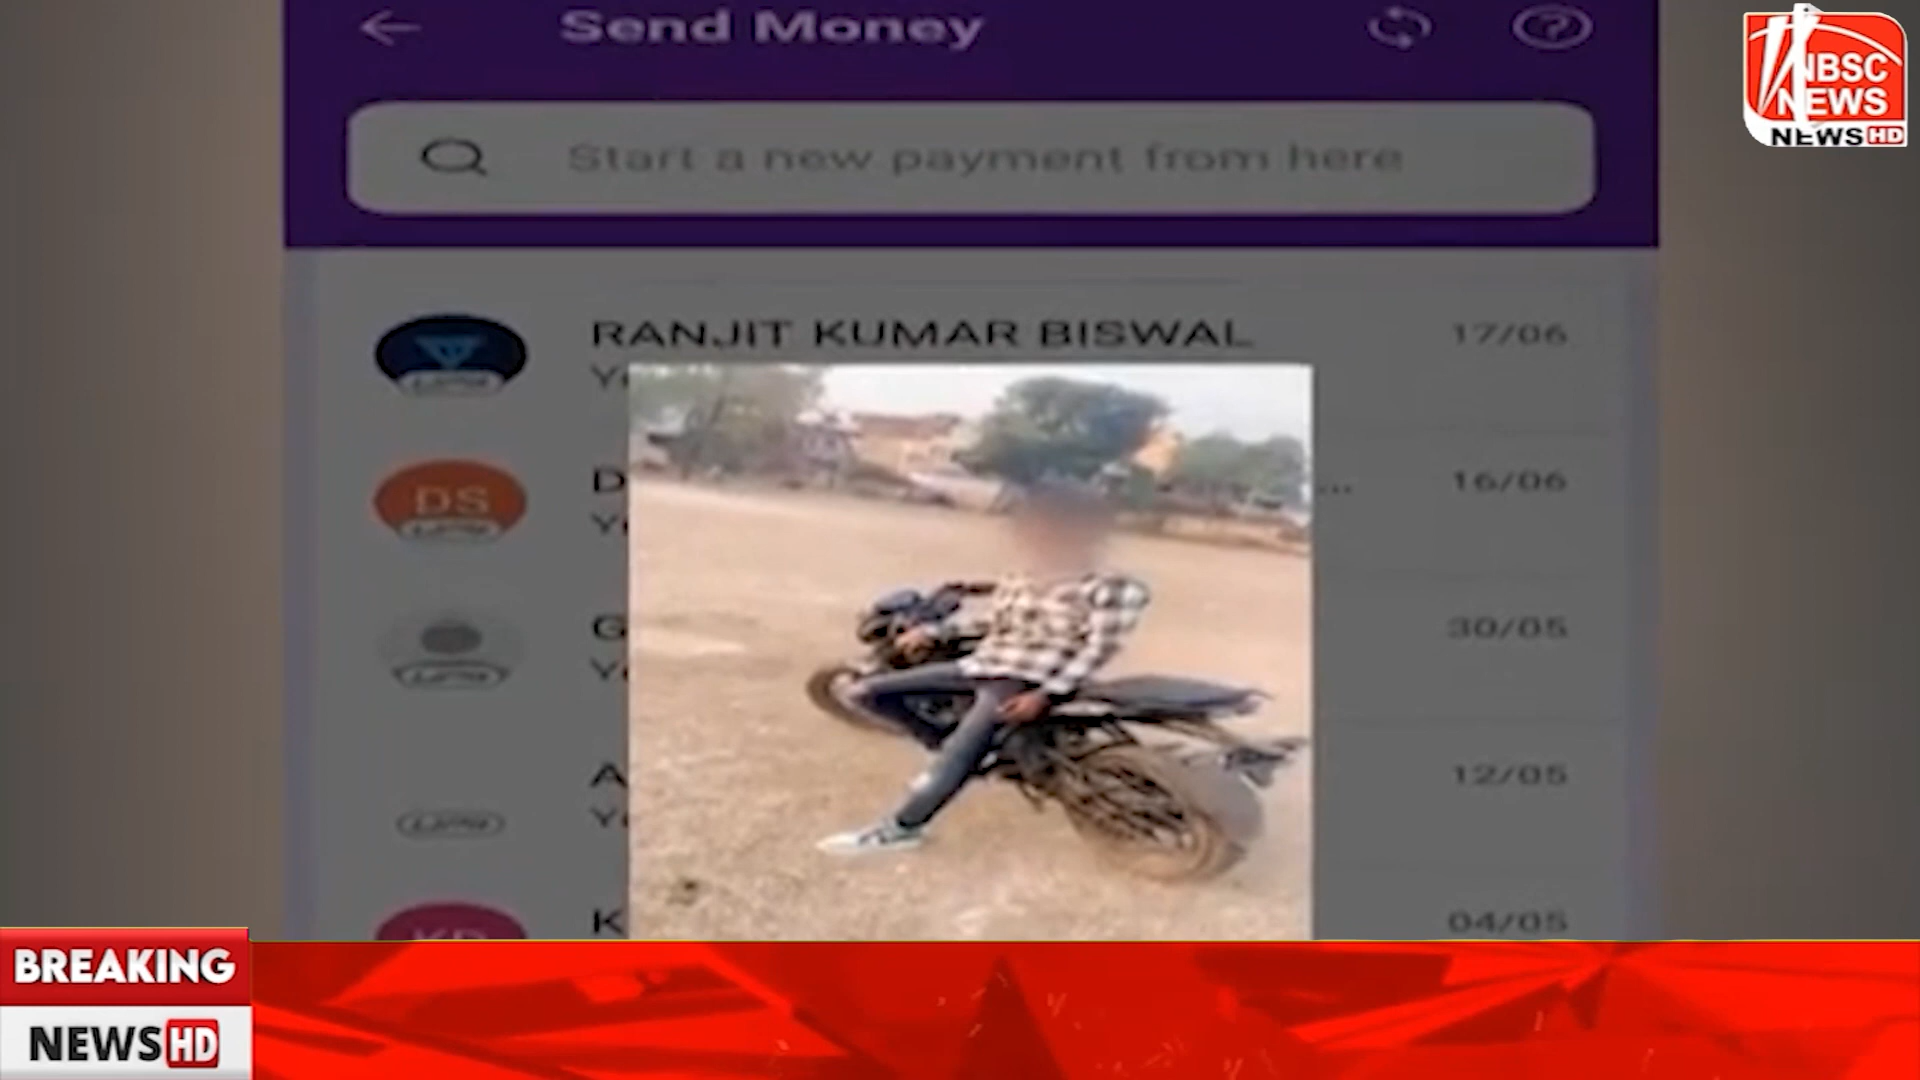 Send Money
Start a new payment from here
RANJIT KUMAR BISWAL
17/06
DS
D
...
16/06
G
30/05
A
12/05
K
04/05
NBSC
NEWS
NEWS HD
BREAKING
NEWS HD